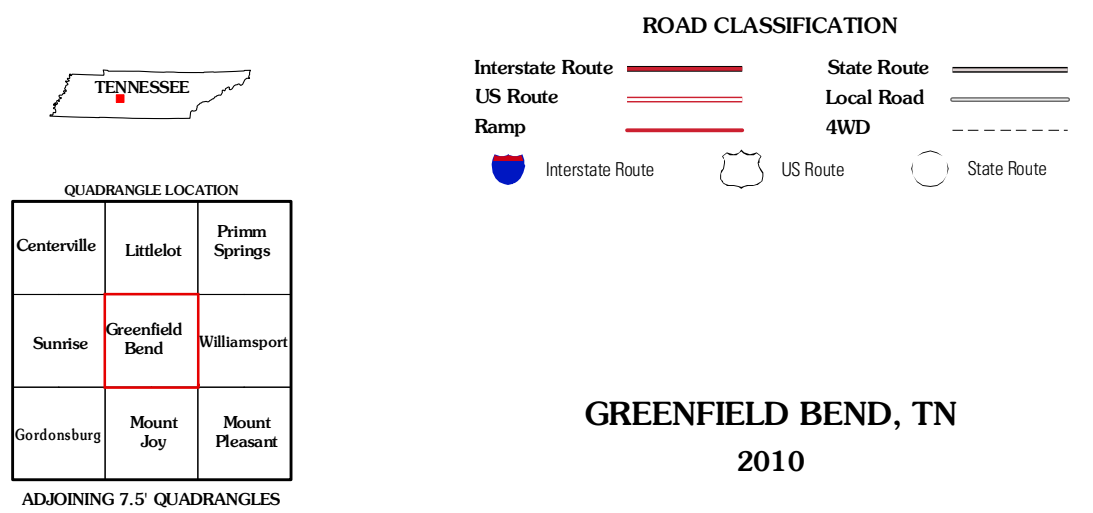 TENNESSEE
QUADRANGLE LOCATION
Centerville
Littlelot
Primm
Springs
Sunrise
Greenfield
Bend
Williamsport
Gordonsburg
Mount
Joy
Mount
Pleasant
ADJOINING 7.5' QUADRANGLES
ROAD CLASSIFICATION
Interstate Route
State Route
US Route
Local Road
Ramp
4WD
Interstate Route
US Route
State Route
GREENFIELD BEND, TN
2010